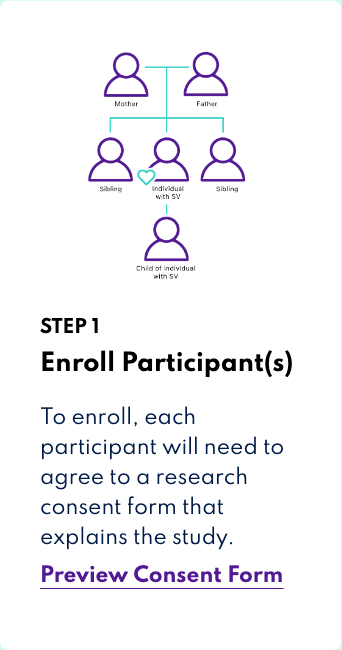 Mother Father
Sibling Individual Sibling
with SV
Child of individual
with SV
STEP 1
Enroll Participant(s)
To enroll, each
participant will need to
agree to a research
consent form that
explains the study.
Preview Consent Form